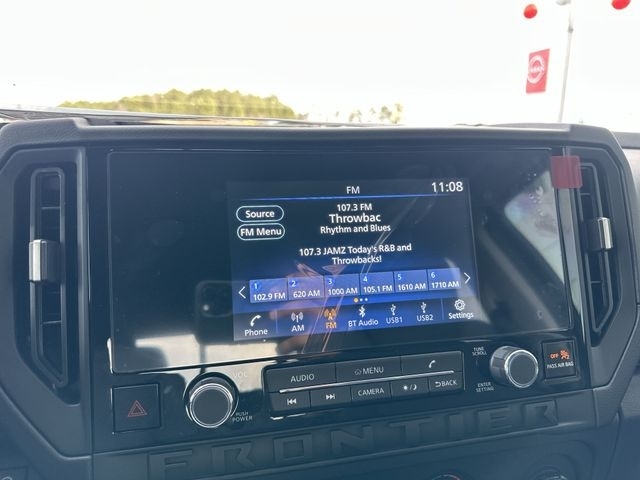 NISSAN
FM
11:08
Source
107.3 FM
Throwbac
FM Menu
Rhythm and Blues
107.3 JAMZ Today's R&B and
Throwbacks!
1 2 3 4 5 6
102.9 FM 620 AM 1000 AM 105.1 FM 1610 AM 1710 AM
Phone AM FM BT Audio USB1 USB2 Settings
VOL
AUDIO MENU
TUNE
SCROLL
OFF
PASS AIR BAG
CAMERA BACK
ENTER
SETTING
PUSH
POWER
FRONTIER